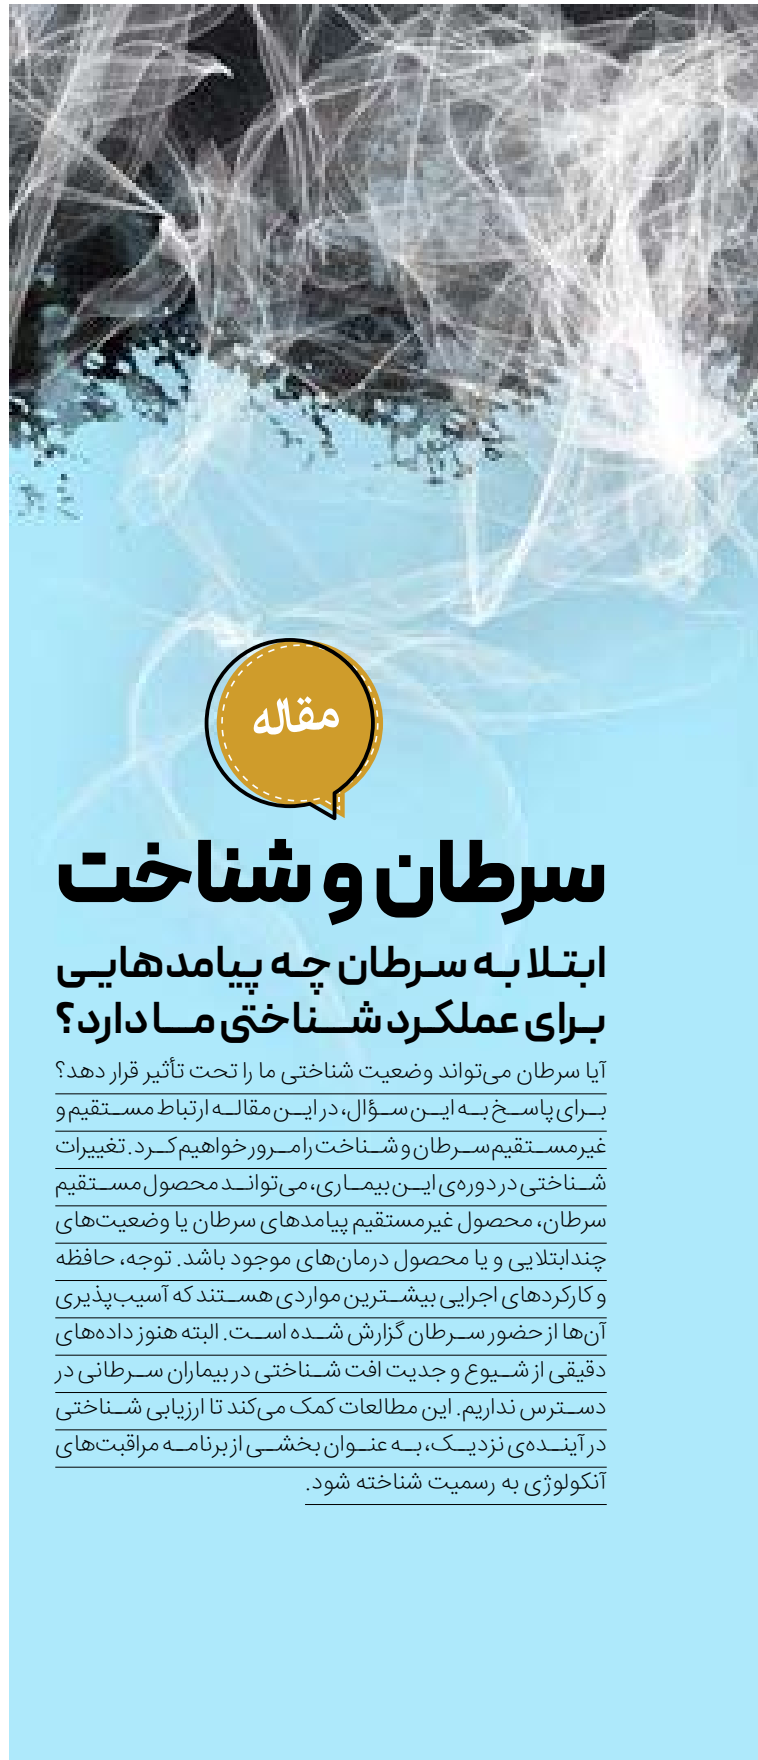 مقاله
سرطان و شناخت
ابتلا به سرطان چه پیامدهایی
برای عملکرد شناختی ما دارد؟
آیا سرطان می‌تواند وضعیت شناختی ما را تحت تأثیر قرار دهد؟
برای پاسخ به این سؤال، در این مقاله ارتباط مستقیم و
غیرمستقیم سرطان و شناخت را مرور خواهیم کرد. تغییرات
شناختی در دوره‌ی این بیماری، می‌تواند محصول مستقیم
سرطان، محصول غیرمستقیم پیامدهای سرطان یا وضعیت‌های
چندابتلایی و یا محصول درمان‌های موجود باشد. توجه، حافظه
و کارکردهای اجرایی بیشترین مواردی هستند که آسیب‌پذیری
آن‌ها از حضور سرطان گزارش شده است. البته هنوز داده‌های
دقیقی از شیوع و جدیت افت شناختی در بیماران سرطانی در
دسترس نداریم. این مطالعات کمک می‌کند تا ارزیابی شناختی
در آینده‌ی نزدیک، به عنوان بخشی از برنامه مراقبت‌های
آنکولوژی به رسمیت شناخته شود.